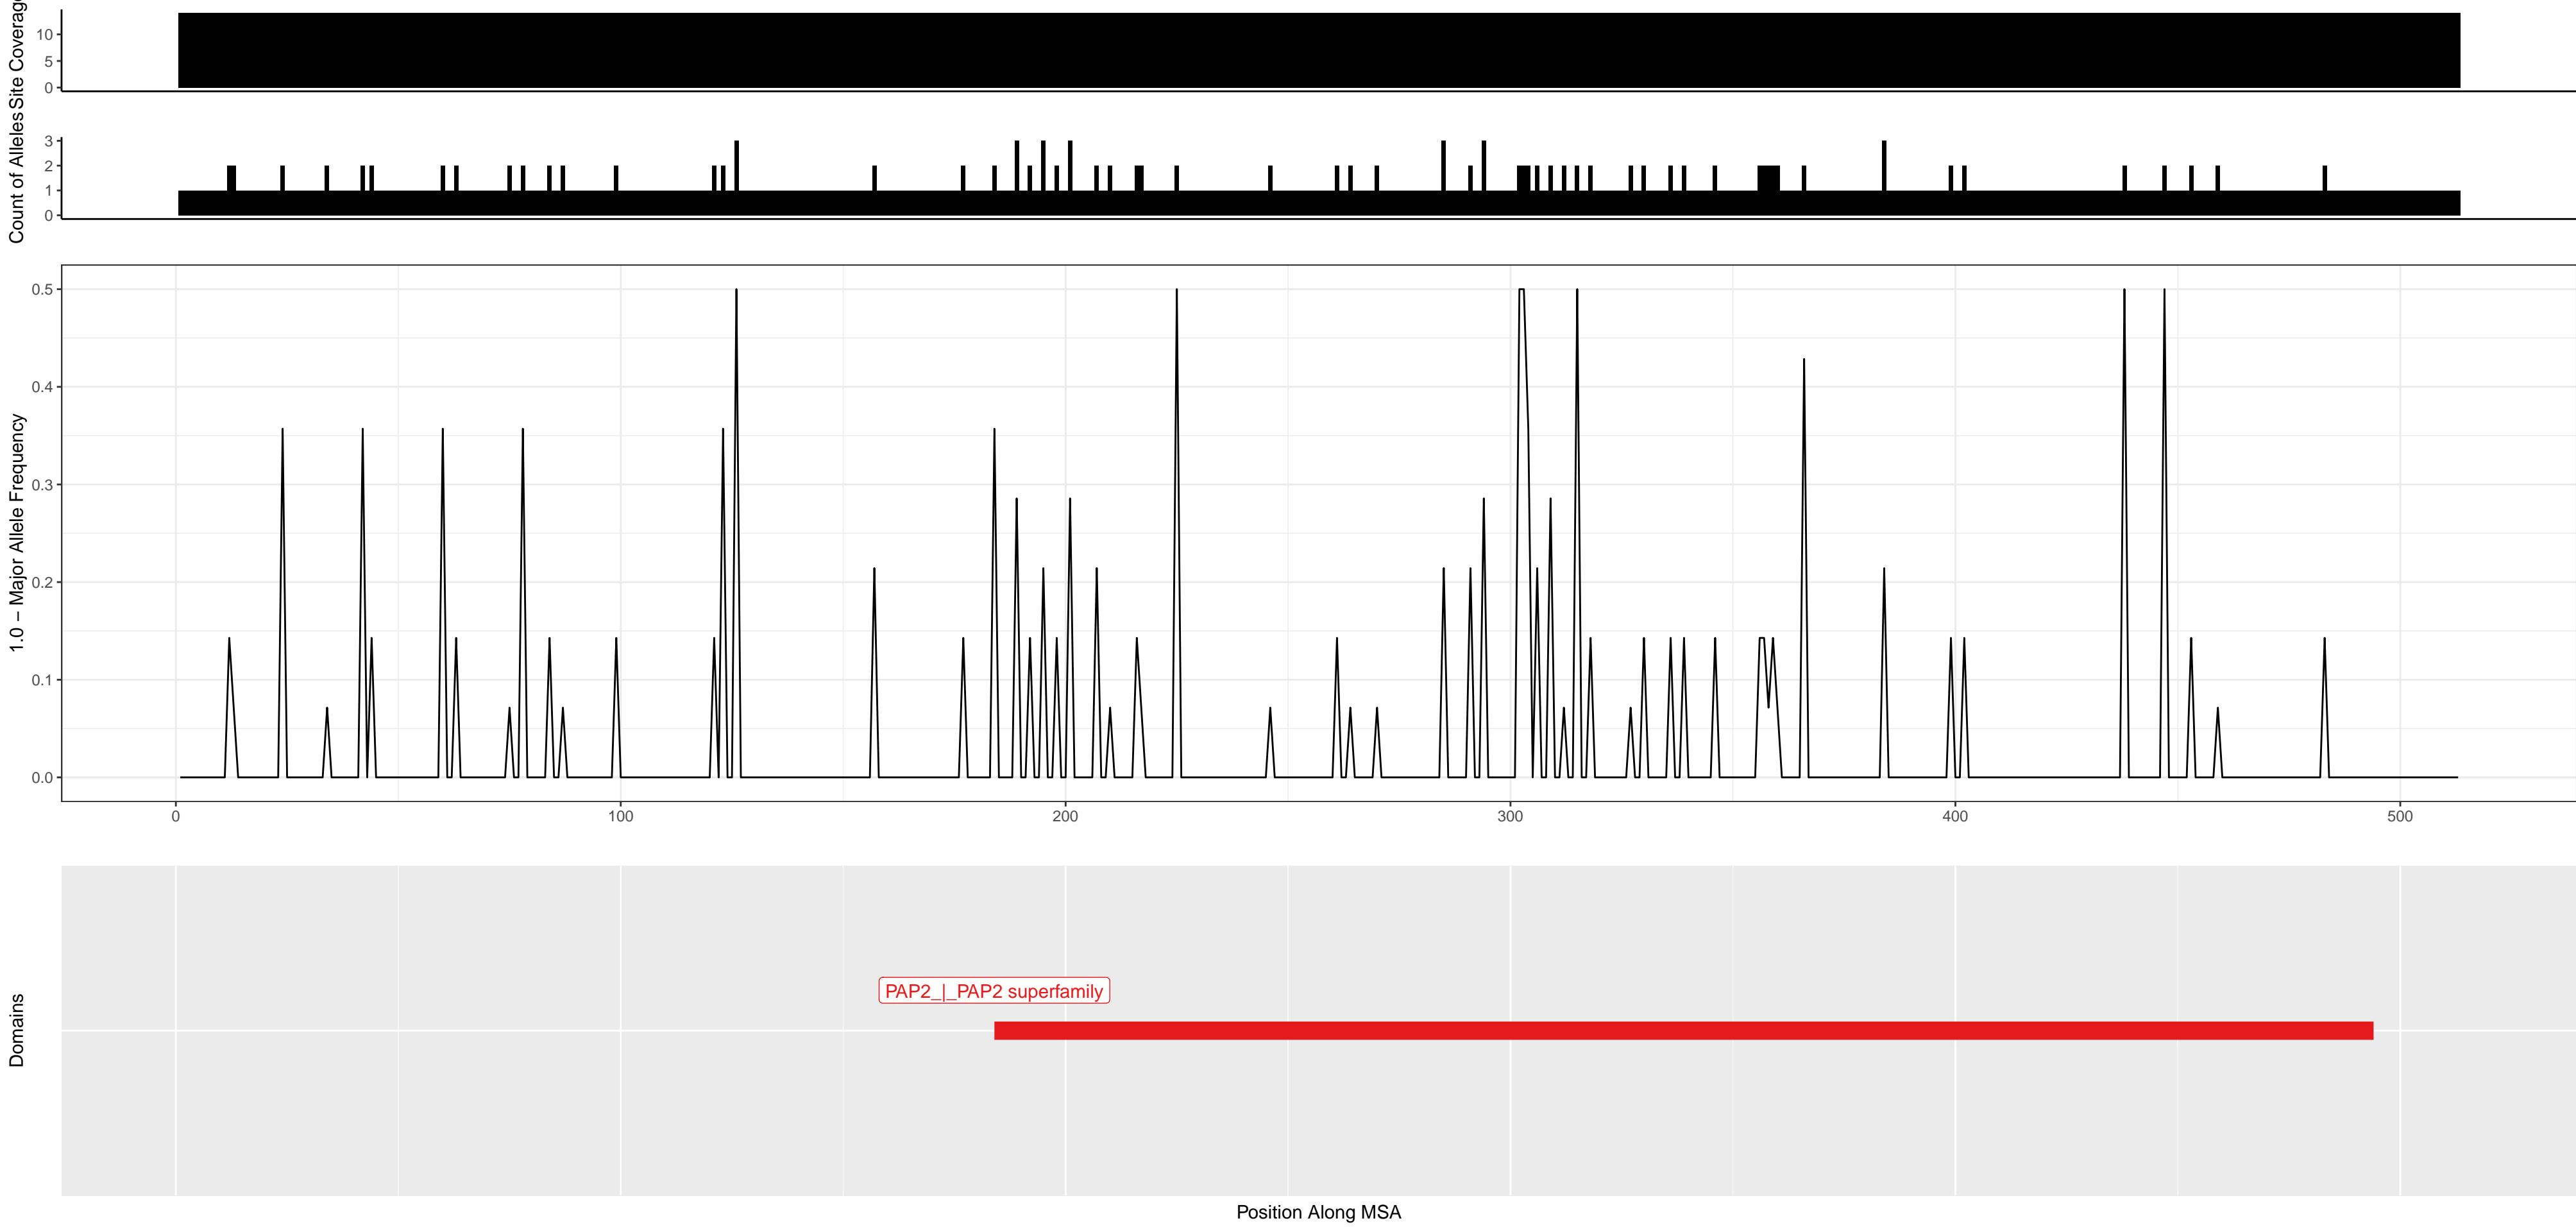 Site Coverage
10
5
0
Count of Alleles
3
2
1
0
1.0 − Major Allele Frequency
0.5
0.4
0.3
0.2
0.1
0.0
0 100 200 300 400 500
Domains
PAP2_|_PAP2 superfamily
Position Along MSA